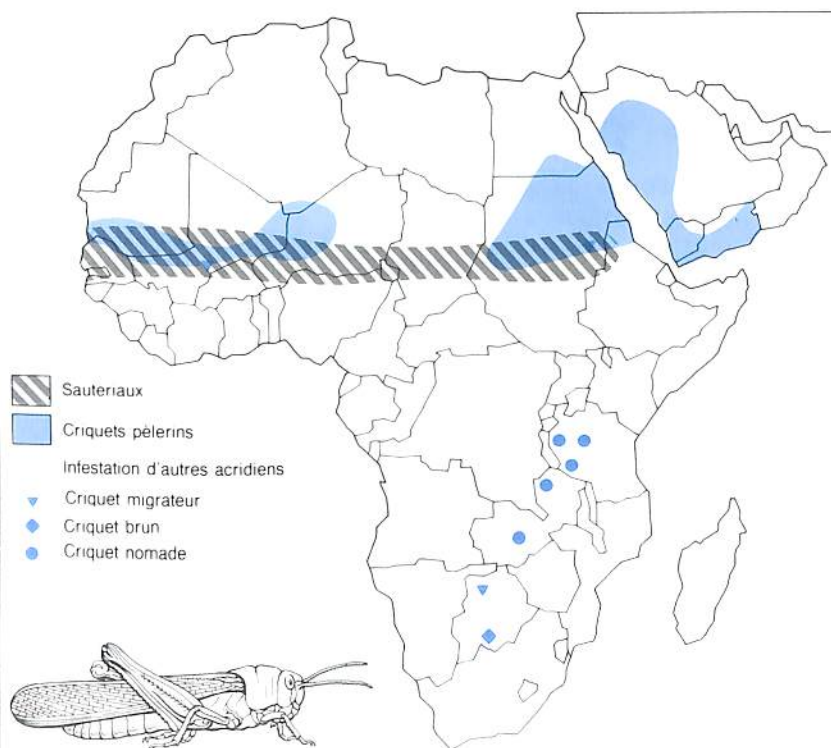 Sauteriaux
Criquets pèlerins
Infestation d'autres acridiens
Criquet migrateur
Criquet brun
Criquet nomade